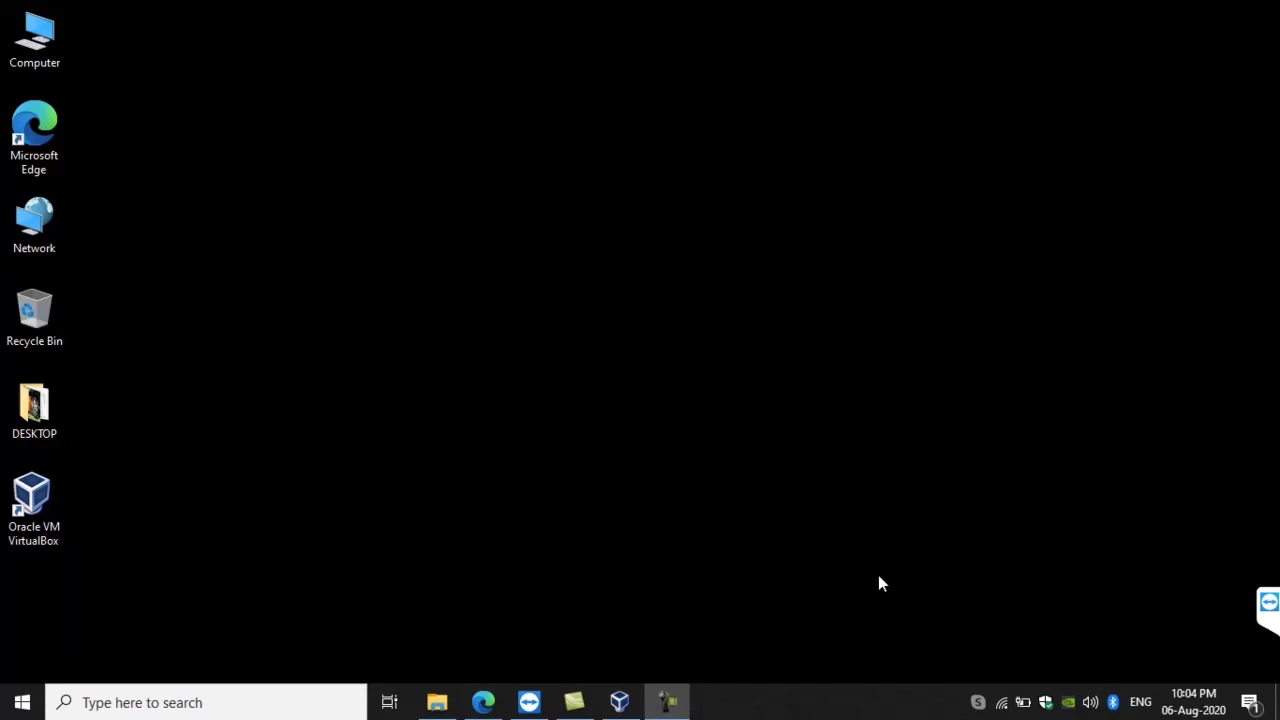 Computer
Microsoft
Edge
Network
Recycle Bin
DESKTOP
Oracle VM
VirtualBox
Type here to search
ENG
10:04 PM
06-Aug-2020
1